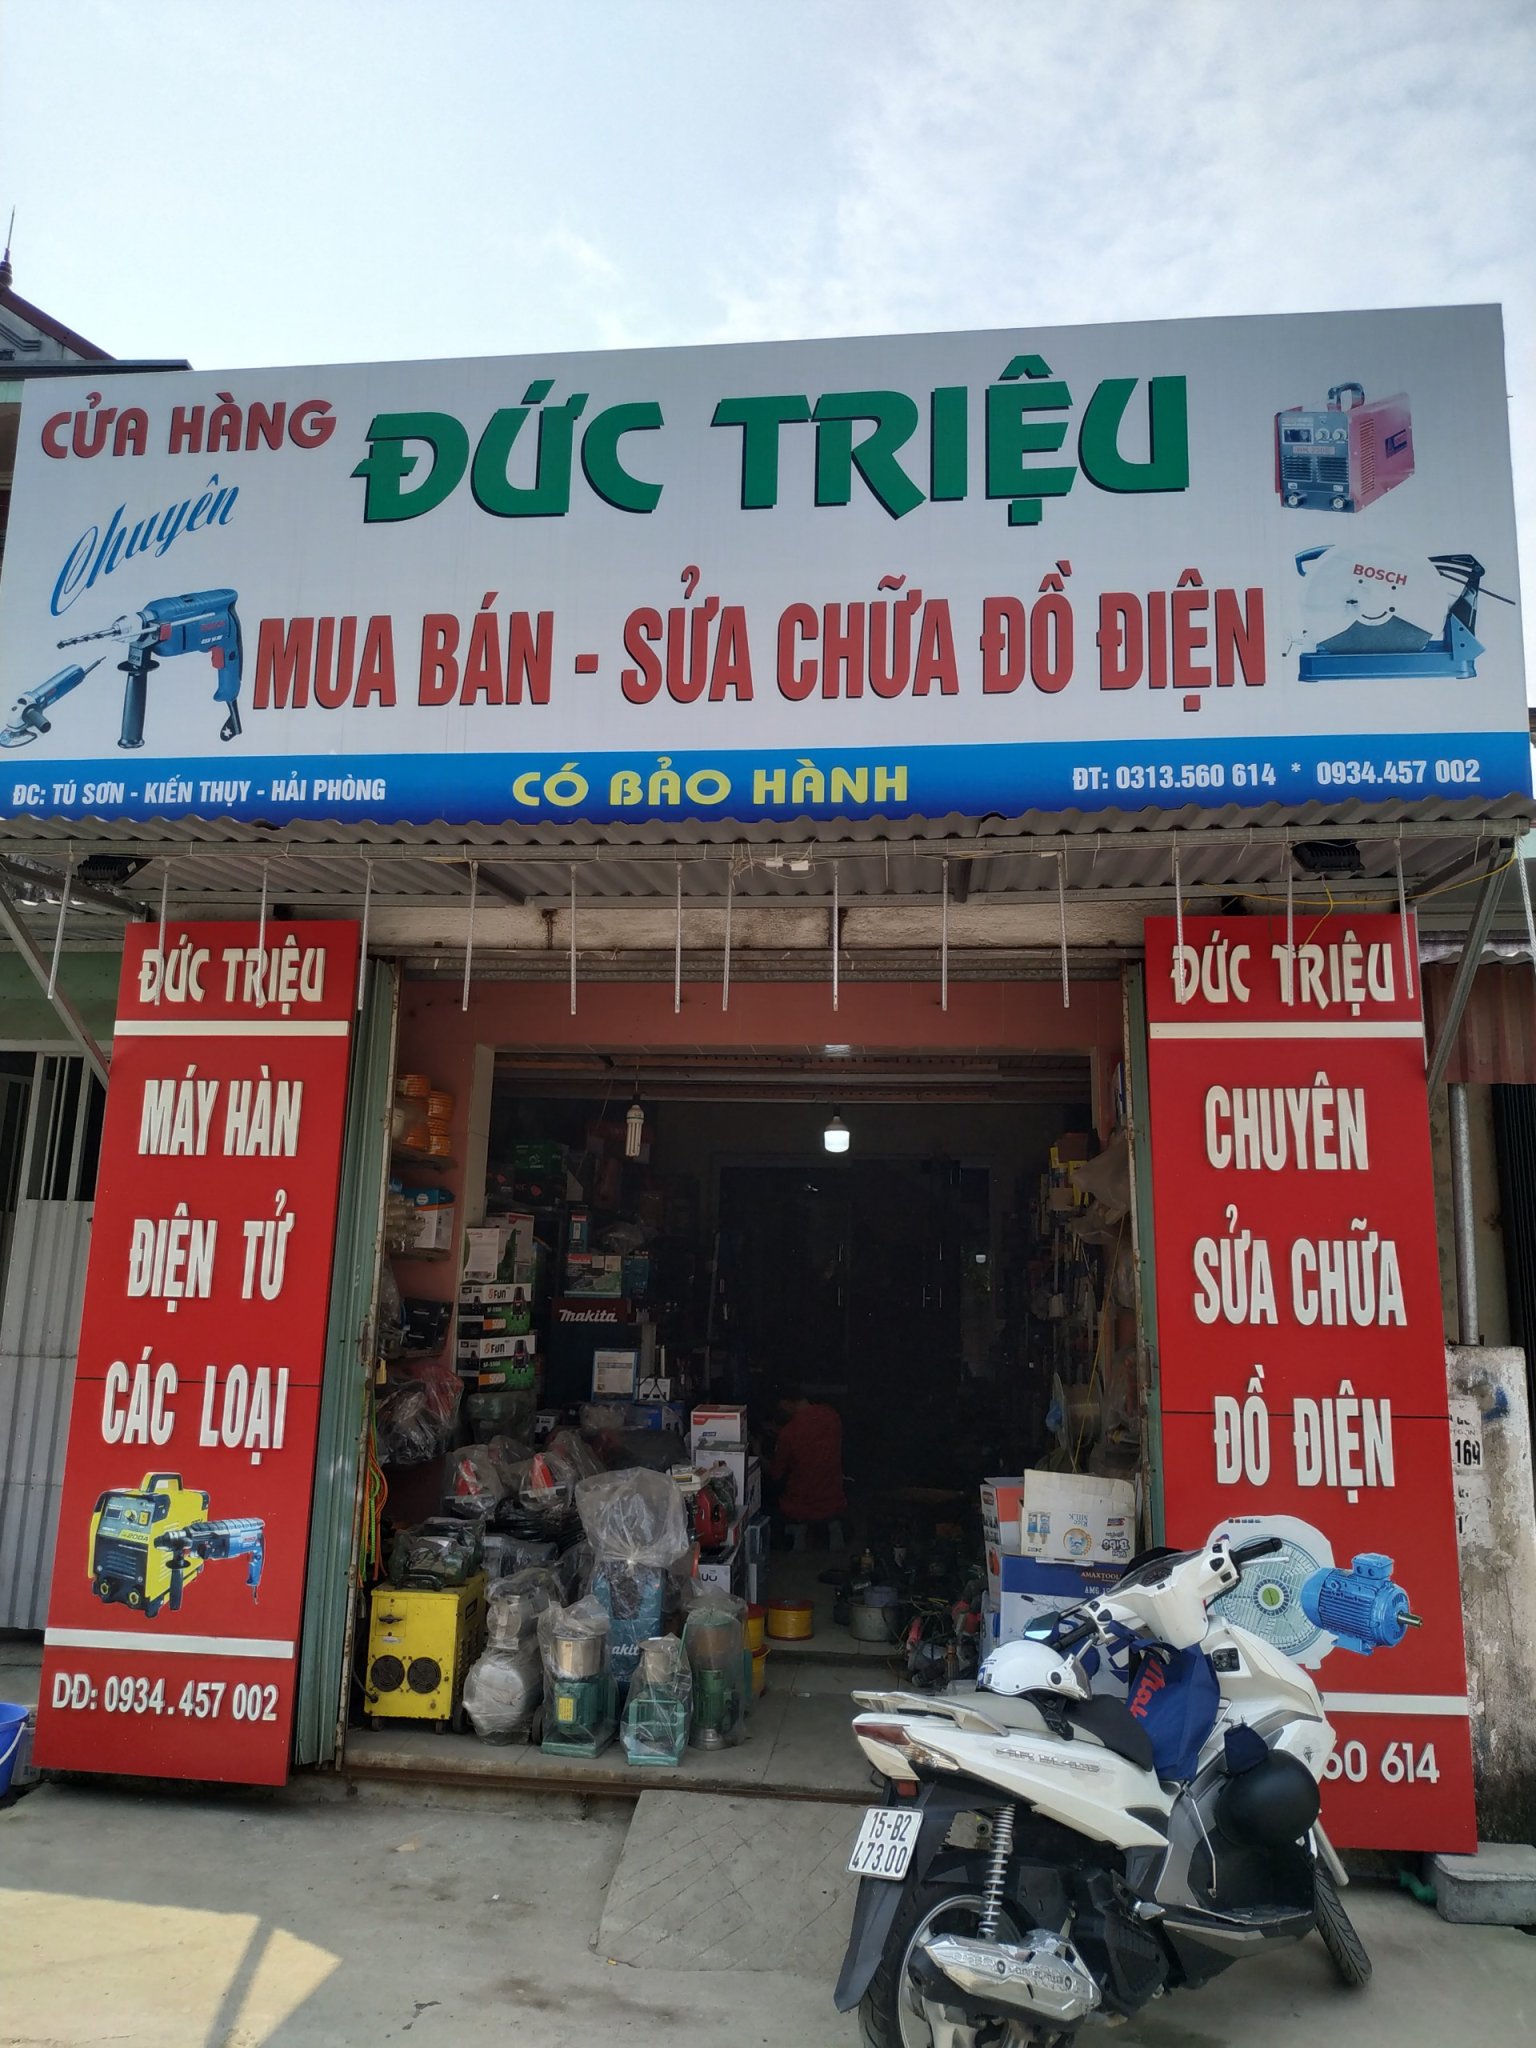 CỬA HÀNG
ĐỨC TRIỆU
Chuyên
MUA BÁN - SỬA CHỮA ĐỒ ĐIỆN
BOSCH
ĐC: TÚ SƠN - KIẾN THỤY - HẢI PHÒNG
CÓ BẢO HÀNH
ĐT: 0313.560 614 * 0934.457 002
ĐỨC TRIỆU
MÁY HÀN
ĐIỆN TỬ
CÁC LOẠI
DĐ: 0934.457 002
ĐỨC TRIỆU
CHUYÊN
SỬA CHỮA
ĐỒ ĐIỆN
60 614
makita
AMAXTOOLS
169
15-B2
473.00